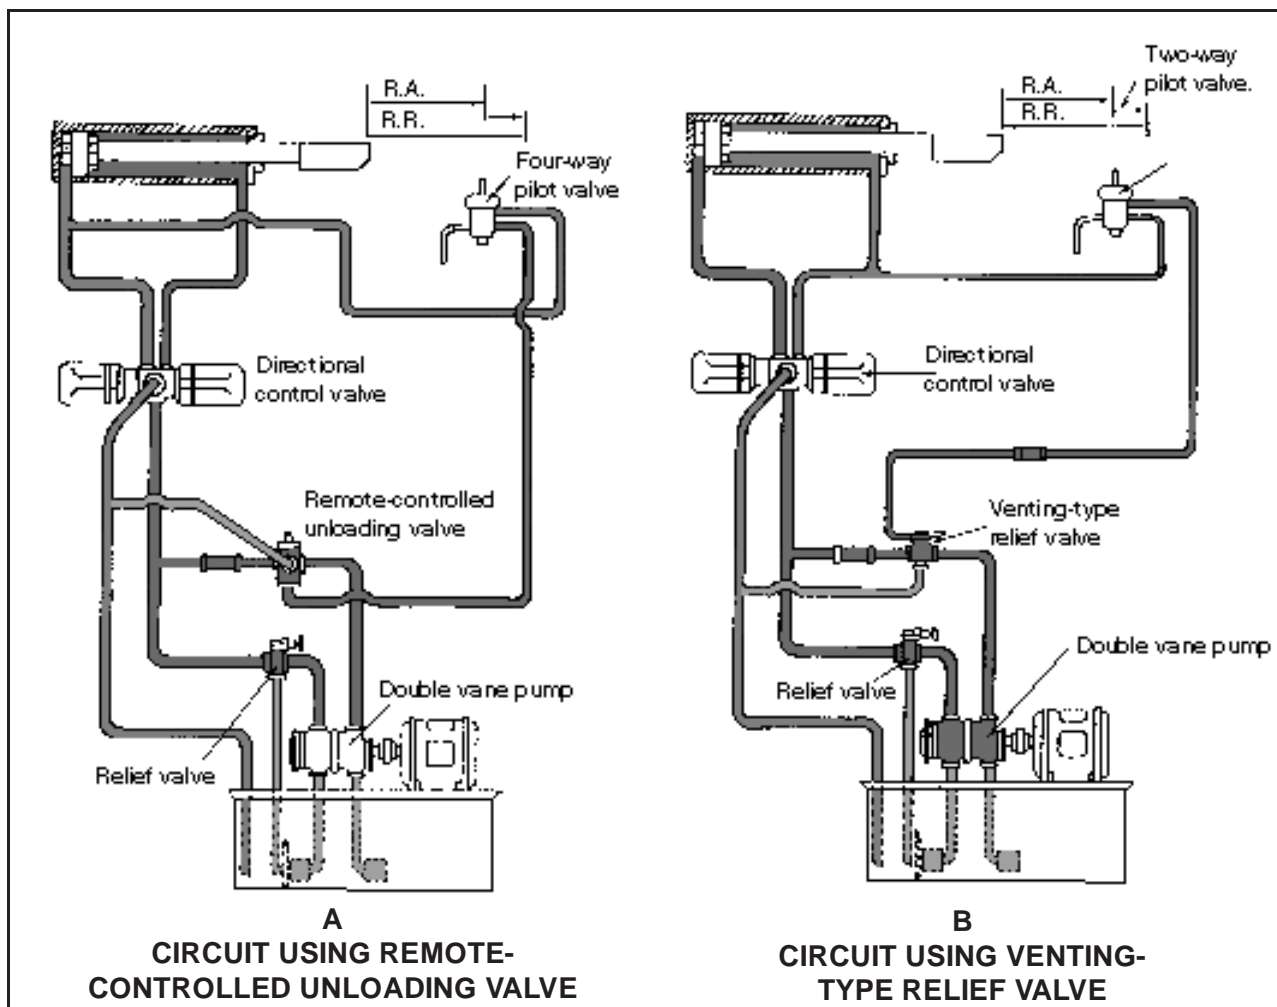 R.A.
R.R.
Four-way
pilot valve
Directional
control valve
Remote-controlled
unloading valve
Double vane pump
Relief valve
A
CIRCUIT USING REMOTE-
CONTROLLED UNLOADING VALVE
Two-way
pilot valve.
R.A.
R.R.
Directional
control valve
Venting-type
relief valve
Double vane pump
Relief valve
B
CIRCUIT USING VENTING-
TYPE RELIEF VALVE